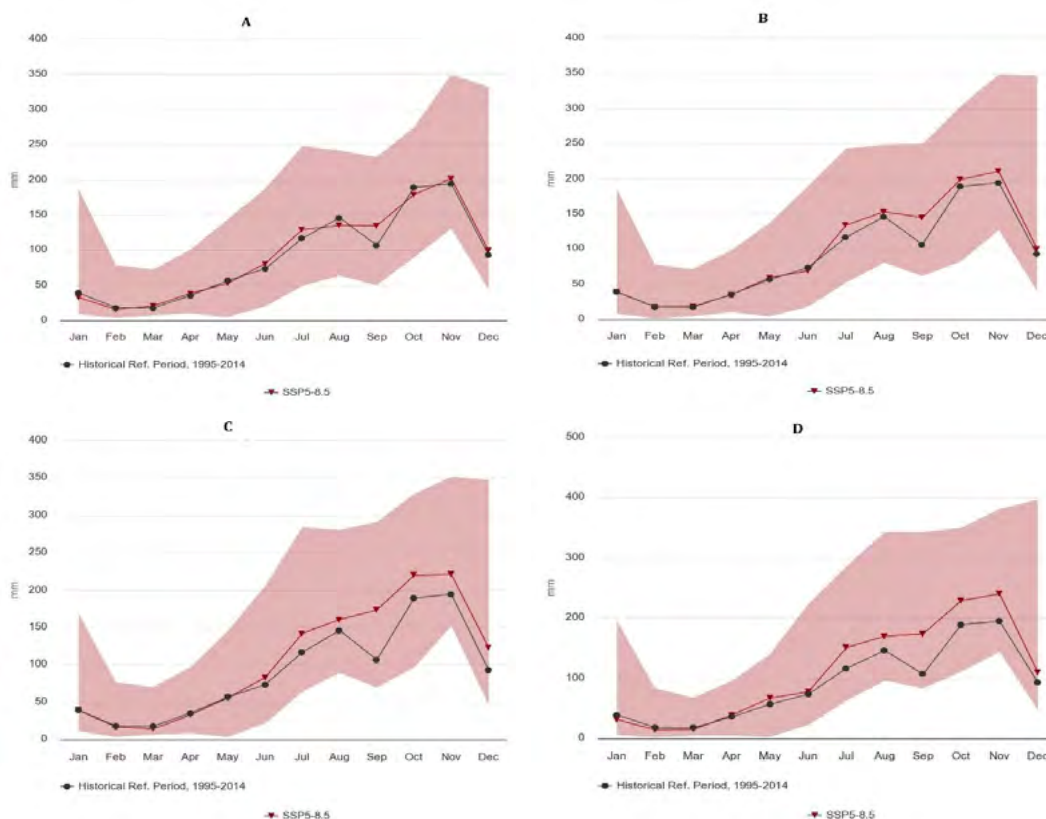 A
400
350
300
250
200
150
100
50
0
mm
Jan Feb Mar Apr May Jun Jul Aug Sep Oct Nov Dec
Historical Ref. Period, 1995-2014
SSP5-8.5
B
400
350
300
250
200
150
100
50
0
mm
Jan Feb Mar Apr May Jun Jul Aug Sep Oct Nov Dec
Historical Ref. Period, 1995-2014
SSP5-8.5
C
400
350
300
250
200
150
100
50
0
mm
Jan Feb Mar Apr May Jun Jul Aug Sep Oct Nov Dec
Historical Ref. Period, 1995-2014
SSP5-8.5
D
500
400
300
200
100
0
mm
Jan Feb Mar Apr May Jun Jul Aug Sep Oct Nov Dec
Historical Ref. Period, 1995-2014
SSP5-8.5